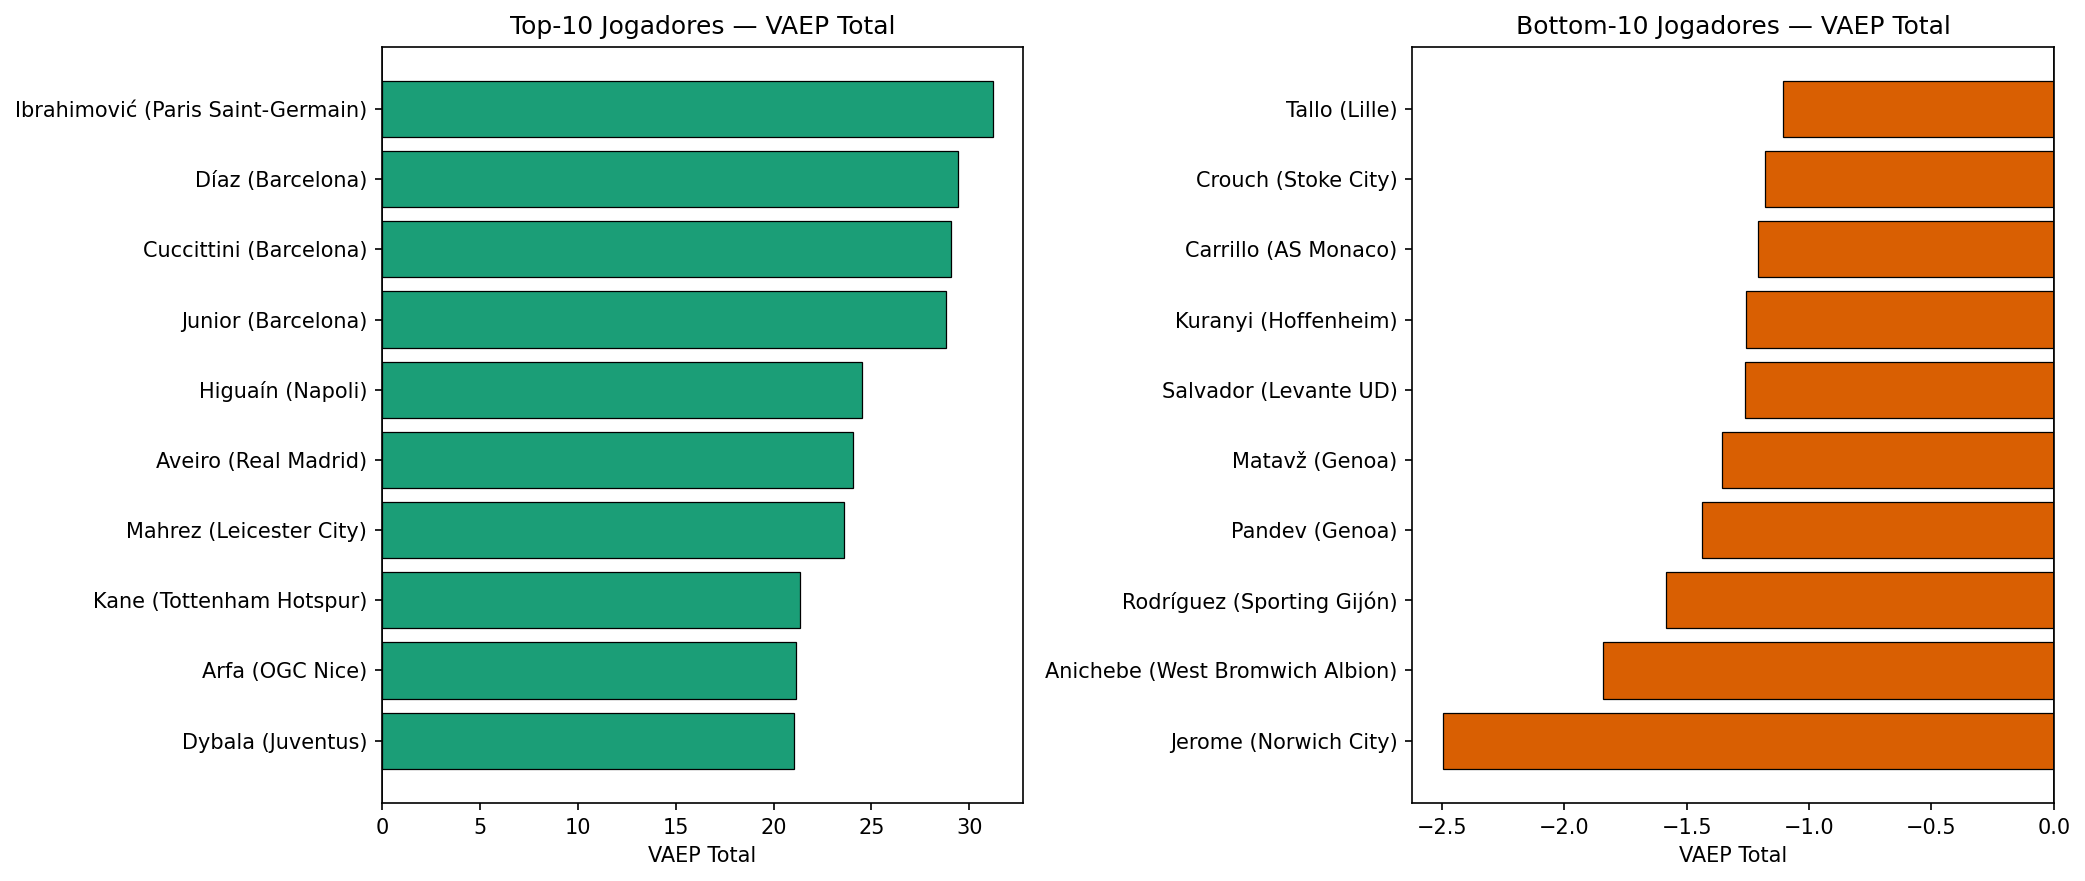 Top-10 Jogadores — VAEP Total
Ibrahimović (Paris Saint-Germain)
Díaz (Barcelona)
Cuccittini (Barcelona)
Junior (Barcelona)
Higuaín (Napoli)
Aveiro (Real Madrid)
Mahrez (Leicester City)
Kane (Tottenham Hotspur)
Arfa (OGC Nice)
Dybala (Juventus)
0 5 10 15 20 25 30
VAEP Total
Bottom-10 Jogadores — VAEP Total
Tallo (Lille)
Crouch (Stoke City)
Carrillo (AS Monaco)
Kuranyi (Hoffenheim)
Salvador (Levante UD)
Matavž (Genoa)
Pandev (Genoa)
Rodríguez (Sporting Gijón)
Anichebe (West Bromwich Albion)
Jerome (Norwich City)
−2.5 −2.0 −1.5 −1.0 −0.5 0.0
VAEP Total